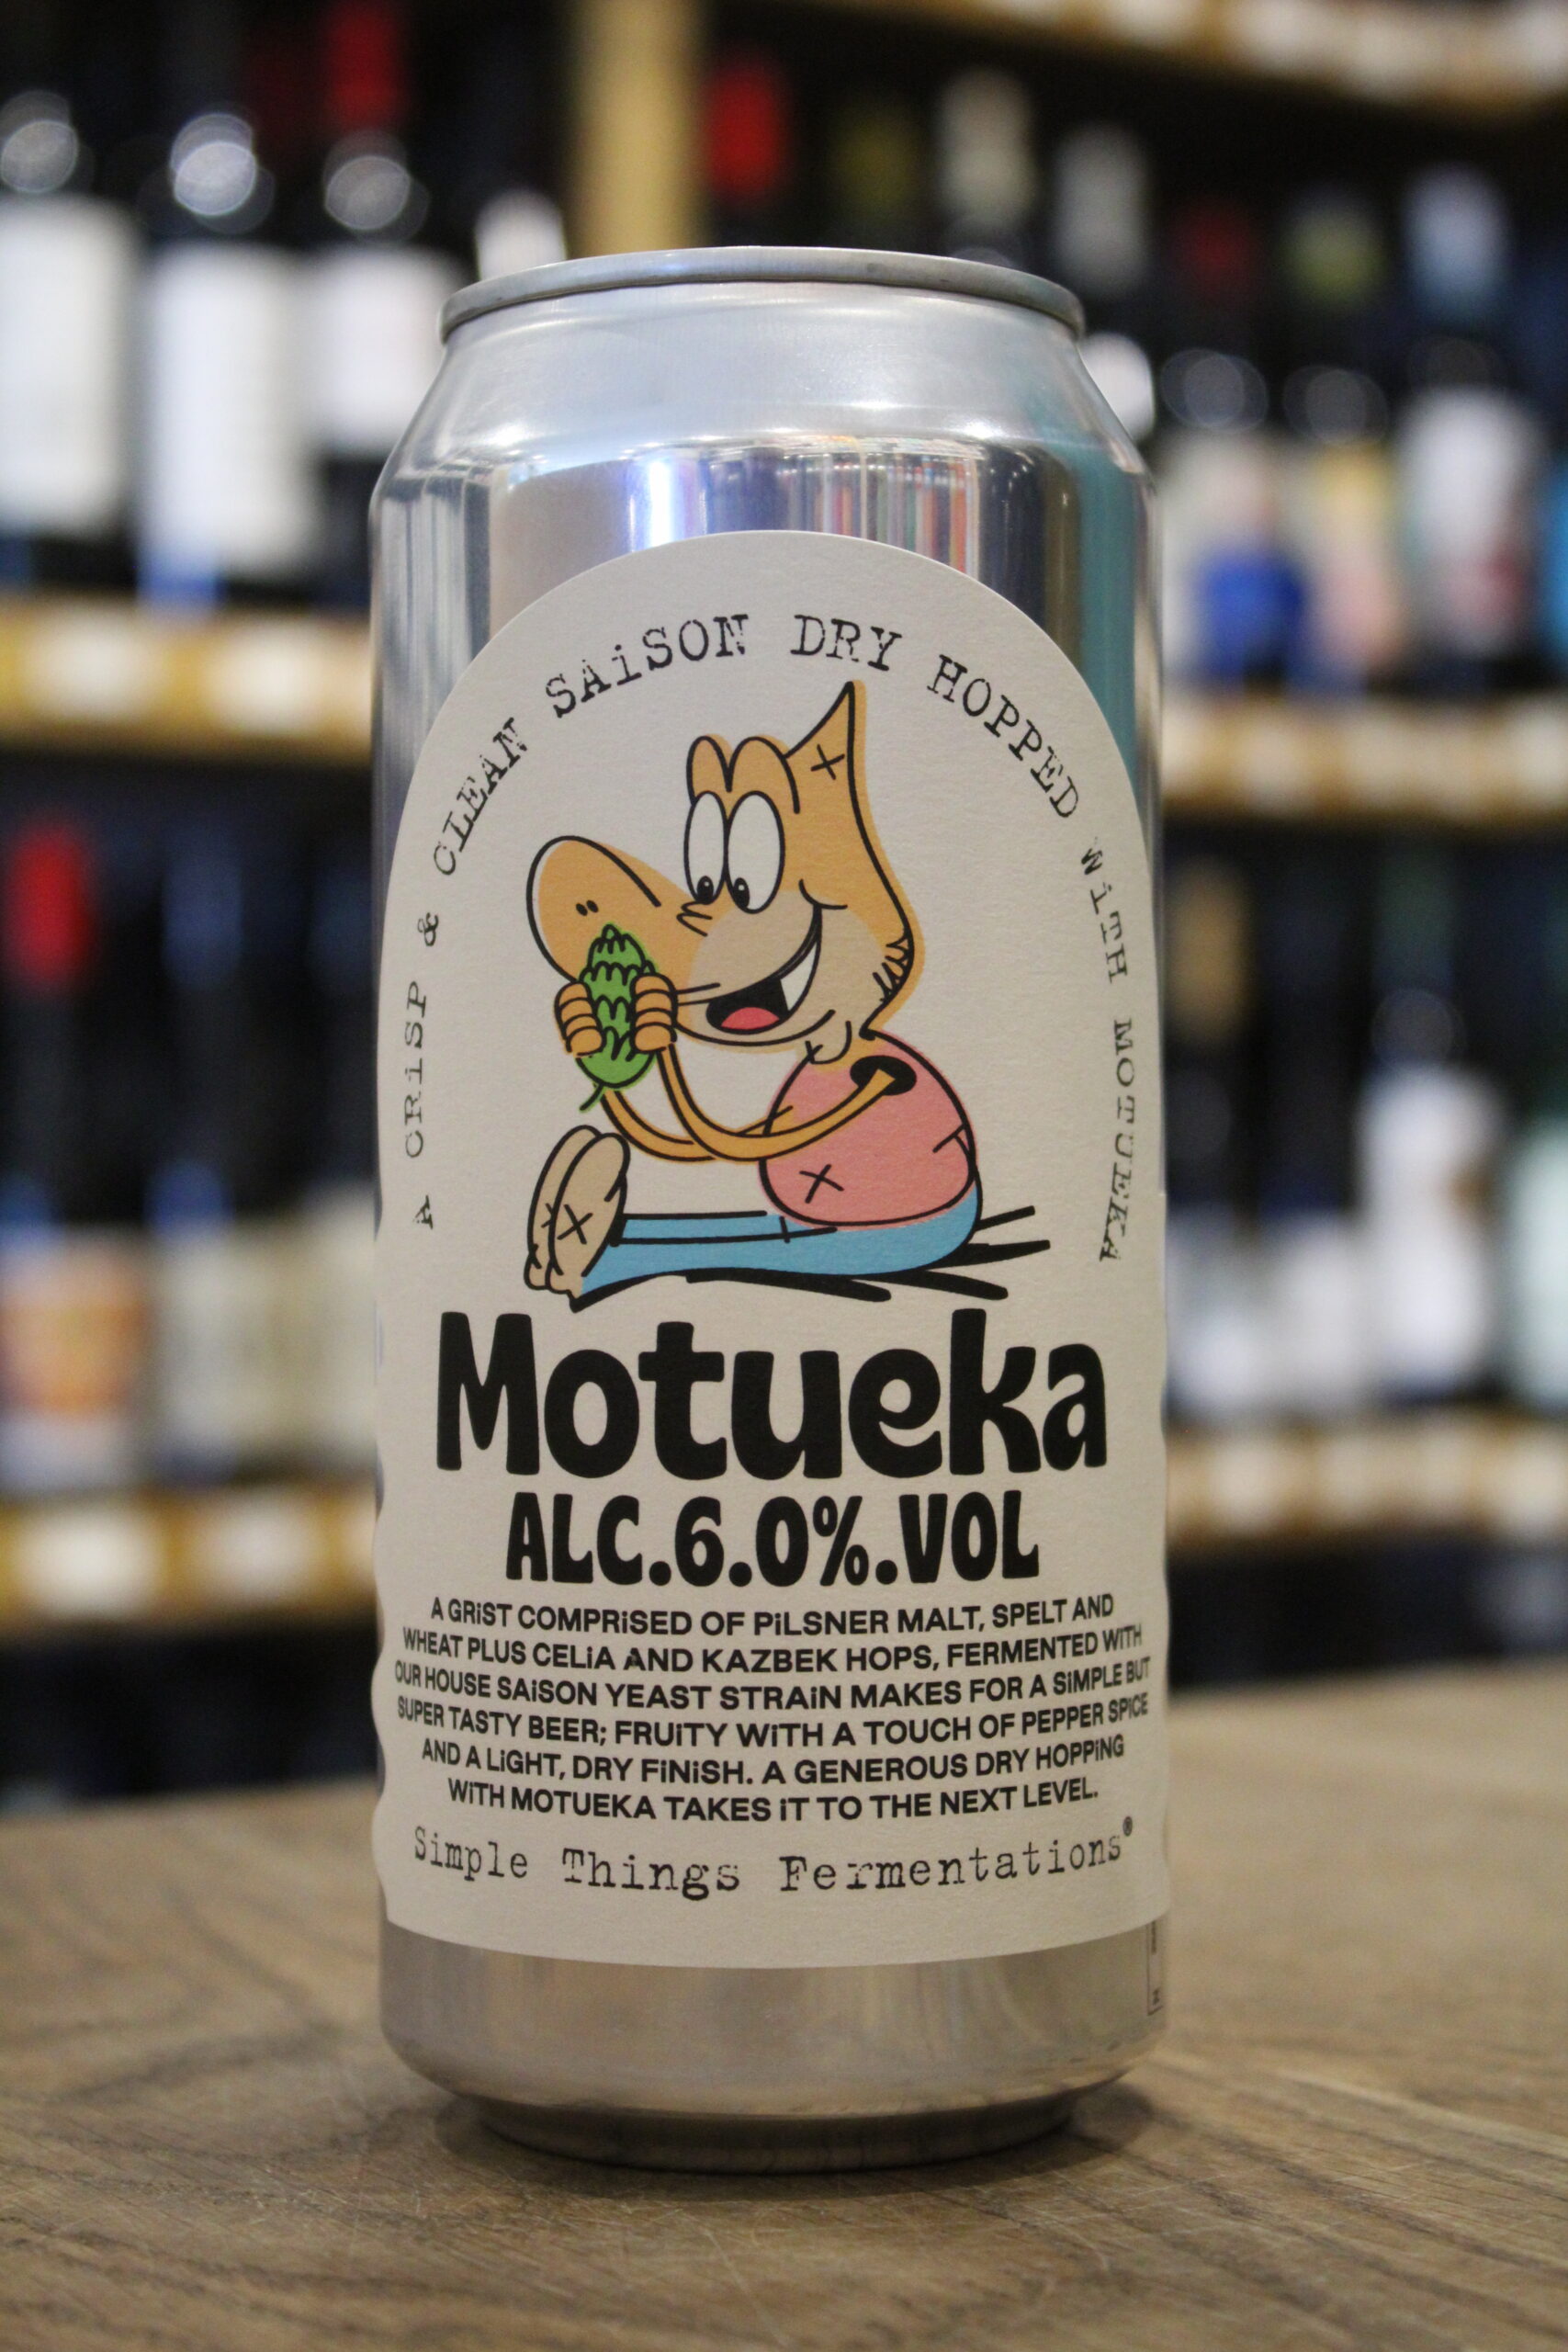 A CRiSP & CLEAN SAiSON DRY HOPPED WiTH MOTUEKA
Motueka
ALC.6.0%.VOL
A GRiST COMPRiSED OF PiLSNER MALT, SPELT AND
WHEAT PLUS CELiA AND KAZBEK HOPS, FERMENTED WiTH
OUR HOUSE SAiSON YEAST STRAiN MAKES FOR A SiMPLE BUT
SUPER TASTY BEER; FRUiTY WiTH A TOUCH OF PEPPER SPiCE
AND A LiGHT, DRY FiNiSH. A GENEROUS DRY HOPPiNG
WiTH MOTUEKA TAKES iT TO THE NEXT LEVEL.
Simple Things Fermentations®